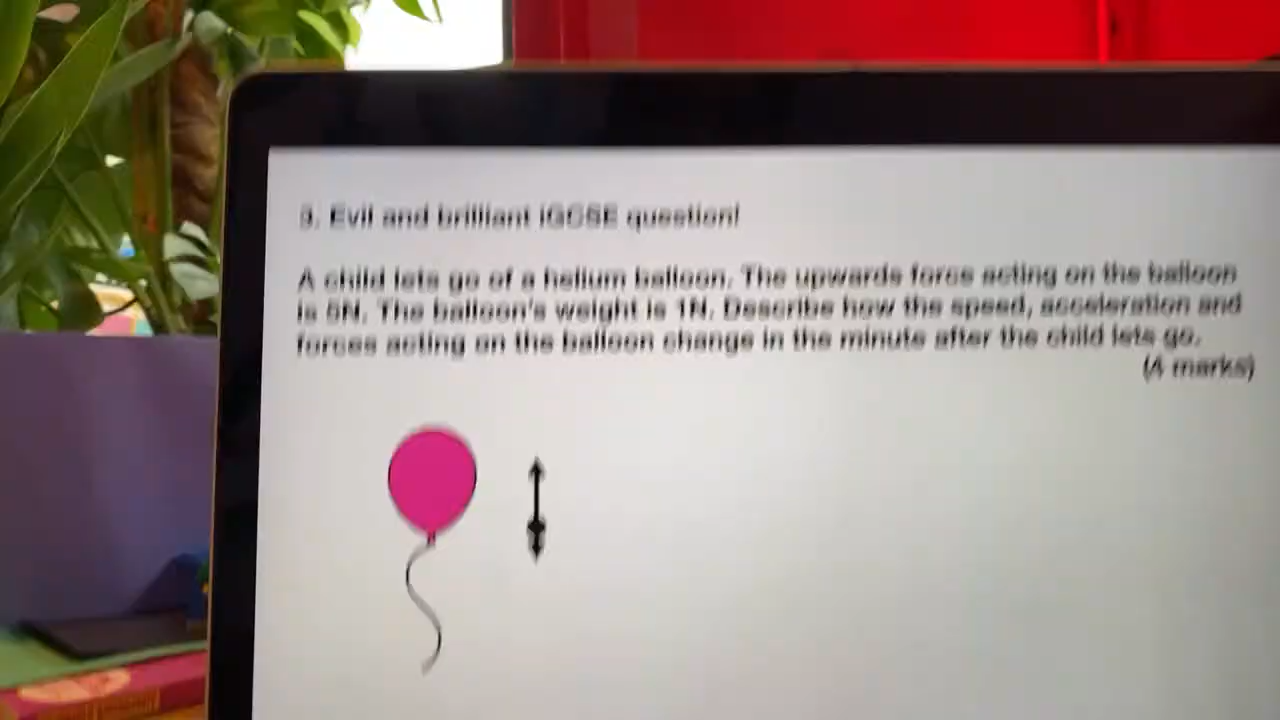 3. Evil and brilliant IGCSE question!
A child lets go of a helium balloon. The upwards force acting on the balloon
is 5N. The balloon's weight is 1N. Describe how the speed, acceleration and
forces acting on the balloon change in the minute after the child lets go.
(4 marks)